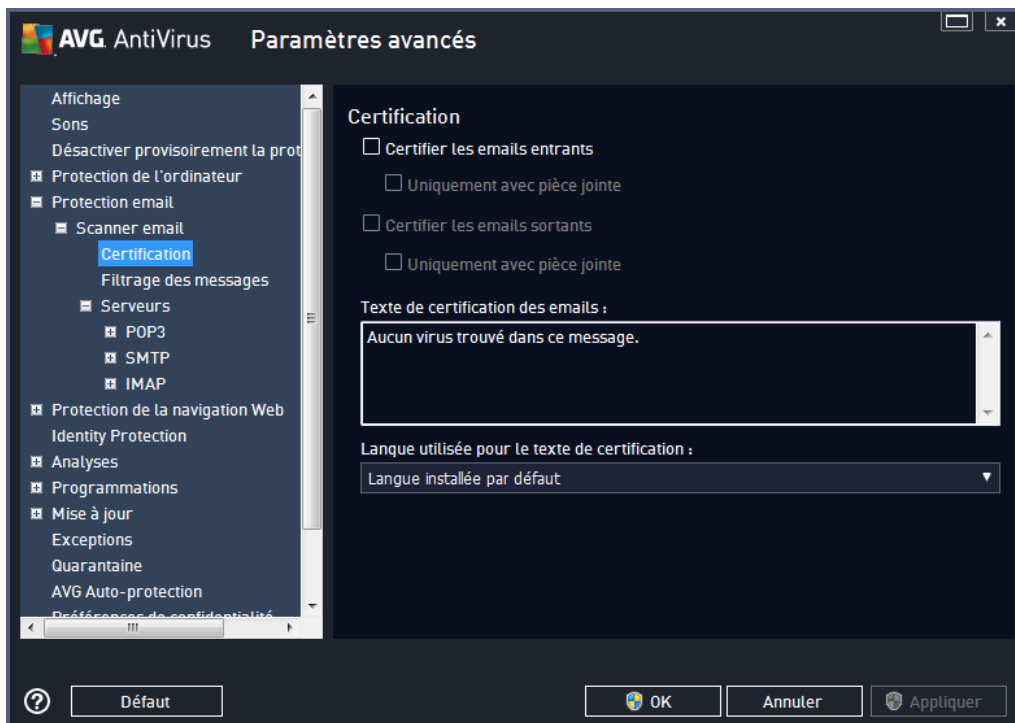 AVG. AntiVirus Paramètres avancés
Affichage
Sons
Désactiver provisoirement la prot
Protection de l'ordinateur
Protection email
Scanner email
Certification
Filtrage des messages
Serveurs
POP3
SMTP
IMAP
Protection de la navigation Web
Identity Protection
Analyses
Programmations
Mise à jour
Exceptions
Quarantaine
AVG Auto-protection
Préférences de confidentialité
Certification
Certifier les emails entrants
Uniquement avec pièce jointe
Certifier les emails sortants
Uniquement avec pièce jointe
Texte de certification des emails :
Aucun virus trouvé dans ce message.
Langue utilisée pour le texte de certification :
Langue installée par défaut
? Défaut OK Annuler Appliquer